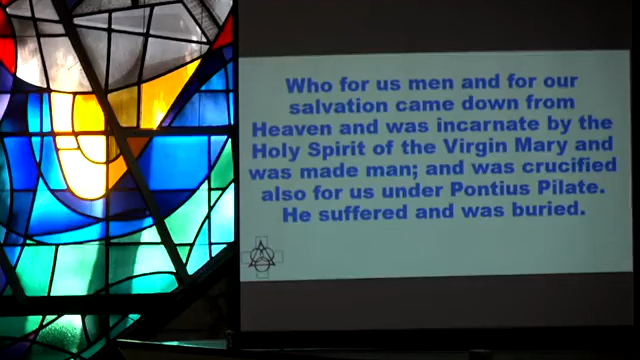 Who for us men and for our
salvation came down from
Heaven and was incarnate by the
Holy Spirit of the Virgin Mary and
was made man; and was crucified
also for us under Pontius Pilate.
He suffered and was buried.